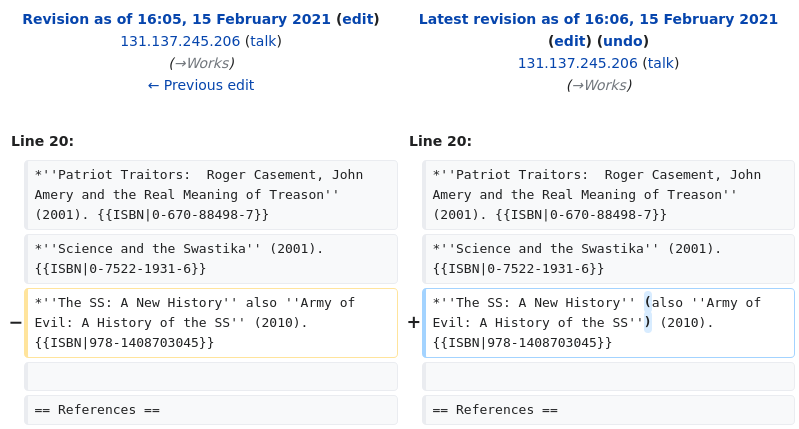 Revision as of 16:05, 15 February 2021 (edit)
131.137.245.206 (talk)
(→Works)
← Previous edit
Latest revision as of 16:06, 15 February 2021
(edit) (undo)
131.137.245.206 (talk)
(→Works)
Line 20:
Line 20:
*''Patriot Traitors:  Roger Casement, John
Amery and the Real Meaning of Treason''
(2001). {{ISBN|0-670-88498-7}}
*''Patriot Traitors:  Roger Casement, John
Amery and the Real Meaning of Treason''
(2001). {{ISBN|0-670-88498-7}}
*''Science and the Swastika'' (2001).
{{ISBN|0-7522-1931-6}}
*''Science and the Swastika'' (2001).
{{ISBN|0-7522-1931-6}}
−
*''The SS: A New History'' also ''Army of
Evil: A History of the SS'' (2010).
{{ISBN|978-1408703045}}
+
*''The SS: A New History'' (also ''Army of
Evil: A History of the SS'') (2010).
{{ISBN|978-1408703045}}
== References ==
== References ==